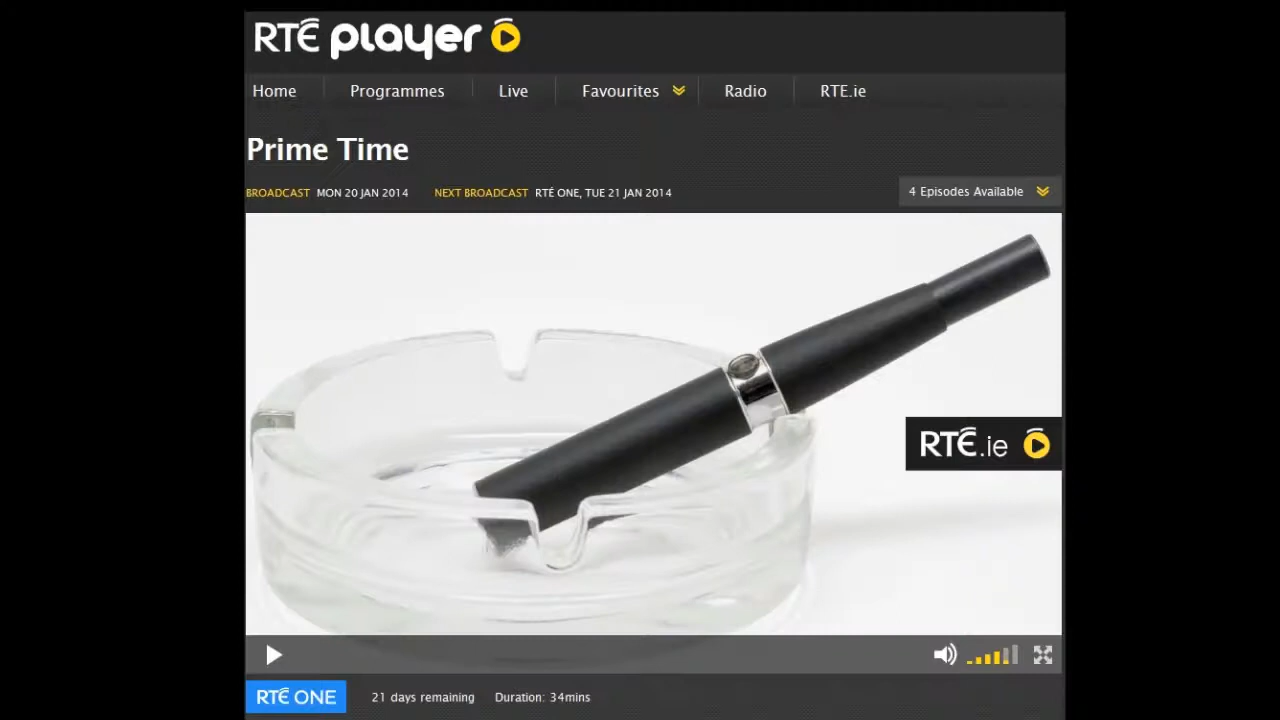 RTÉ player
Home Programmes Live Favourites Radio RTE.ie
Prime Time
BROADCAST MON 20 JAN 2014 NEXT BROADCAST RTÉ ONE, TUE 21 JAN 2014
4 Episodes Available
RTÉ.ie
RTÉ ONE 21 days remaining Duration: 34mins